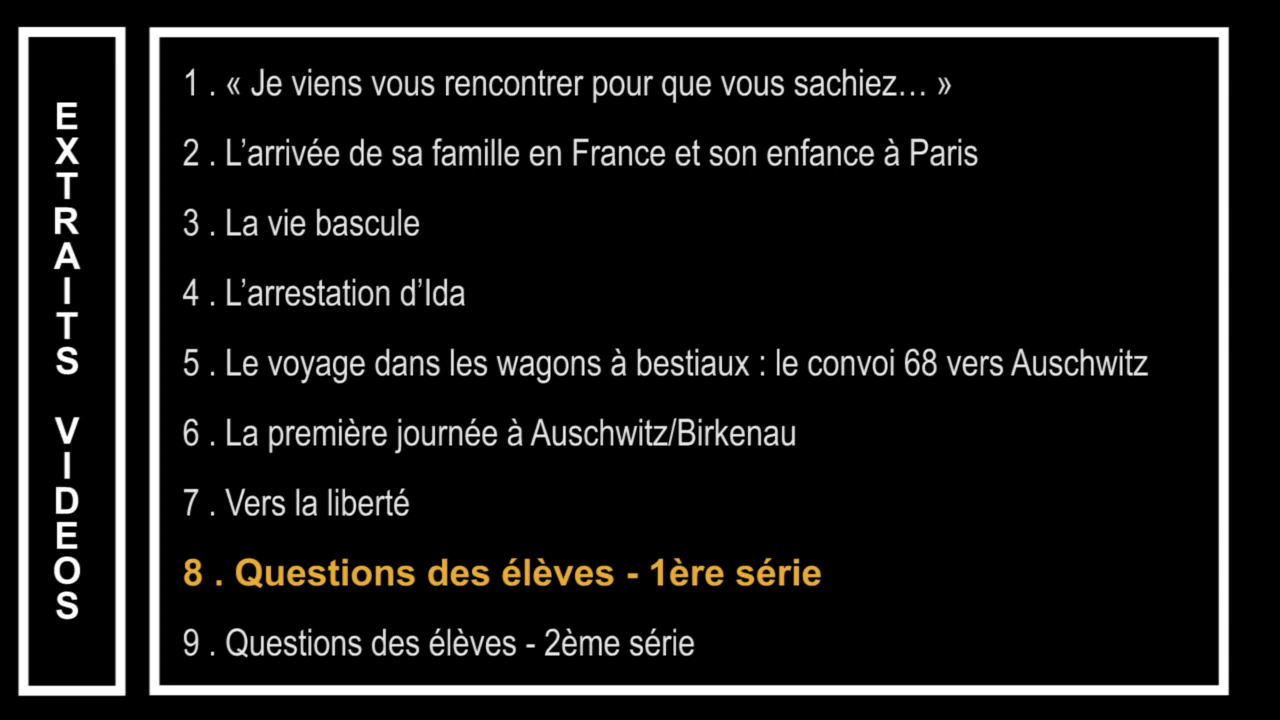 EXTRAITS VIDEOS
1 . « Je viens vous rencontrer pour que vous sachiez… »
2 . L’arrivée de sa famille en France et son enfance à Paris
3 . La vie bascule
4 . L’arrestation d’Ida
5 . Le voyage dans les wagons à bestiaux : le convoi 68 vers Auschwitz
6 . La première journée à Auschwitz/Birkenau
7 . Vers la liberté
8 . Questions des élèves - 1ère série
9 . Questions des élèves - 2ème série